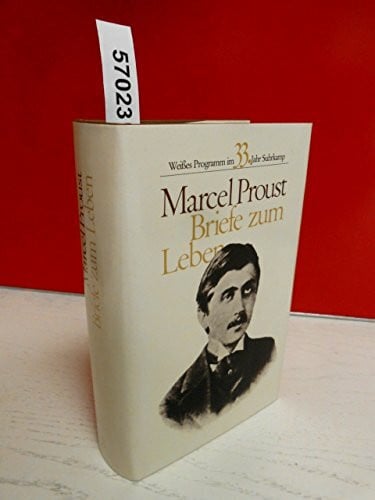 57023
Weißes Programm im 33. Jahr Suhrkamp
Marcel Proust
Briefe zum
Leben
Marcel Proust
Briefe zum Leben